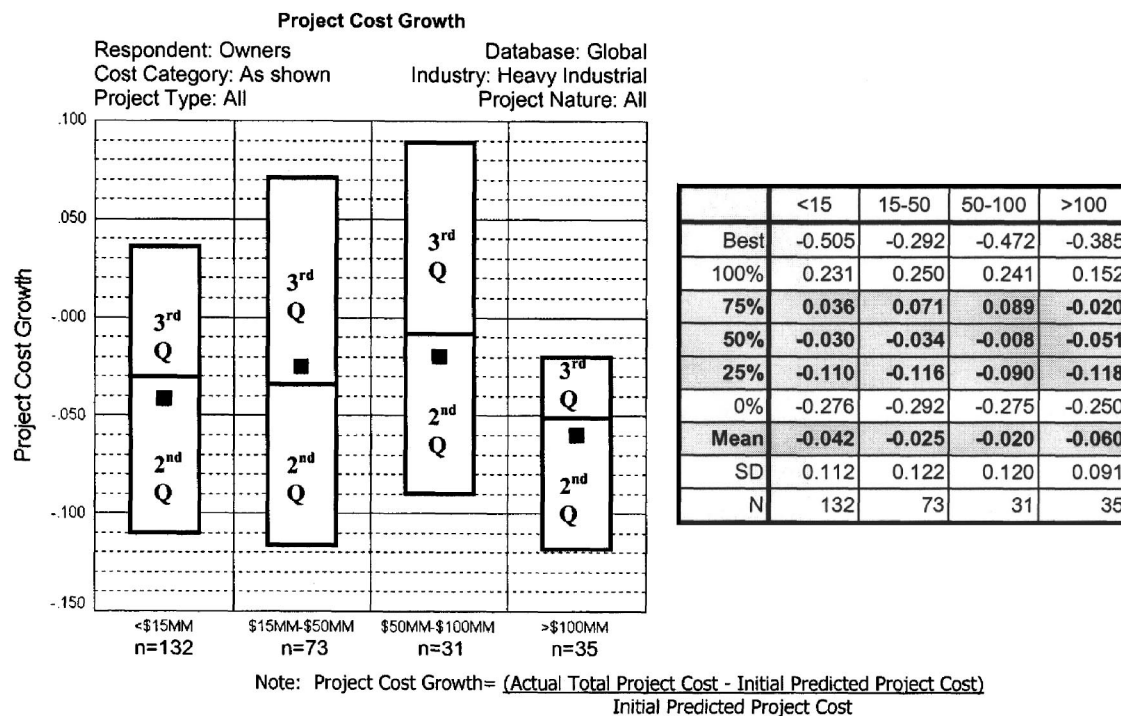 Project Cost Growth
Respondent: Owners
Database: Global
Cost Category: As shown
Industry: Heavy Industrial
Project Type: All
Project Nature: All
Project Cost Growth
.100
.050
-.000
-.050
-.100
-.150
3rd
Q
2nd
Q
3rd
Q
2nd
Q
3rd
Q
2nd
Q
3rd
Q
2nd
Q
<$15MM
$15MM-$50MM
$50MM-$100MM
>$100MM
n=132
n=73
n=31
n=35
<15 15-50 50-100 >100
Best -0.505 -0.292 -0.472 -0.385
100% 0.231 0.250 0.241 0.152
75% 0.036 0.071 0.089 -0.020
50% -0.030 -0.034 -0.008 -0.051
25% -0.110 -0.116 -0.090 -0.118
0% -0.276 -0.292 -0.275 -0.250
Mean -0.042 -0.025 -0.020 -0.060
SD 0.112 0.122 0.120 0.091
N 132 73 31 35
Note: Project Cost Growth= (Actual Total Project Cost - Initial Predicted Project Cost)
Initial Predicted Project Cost